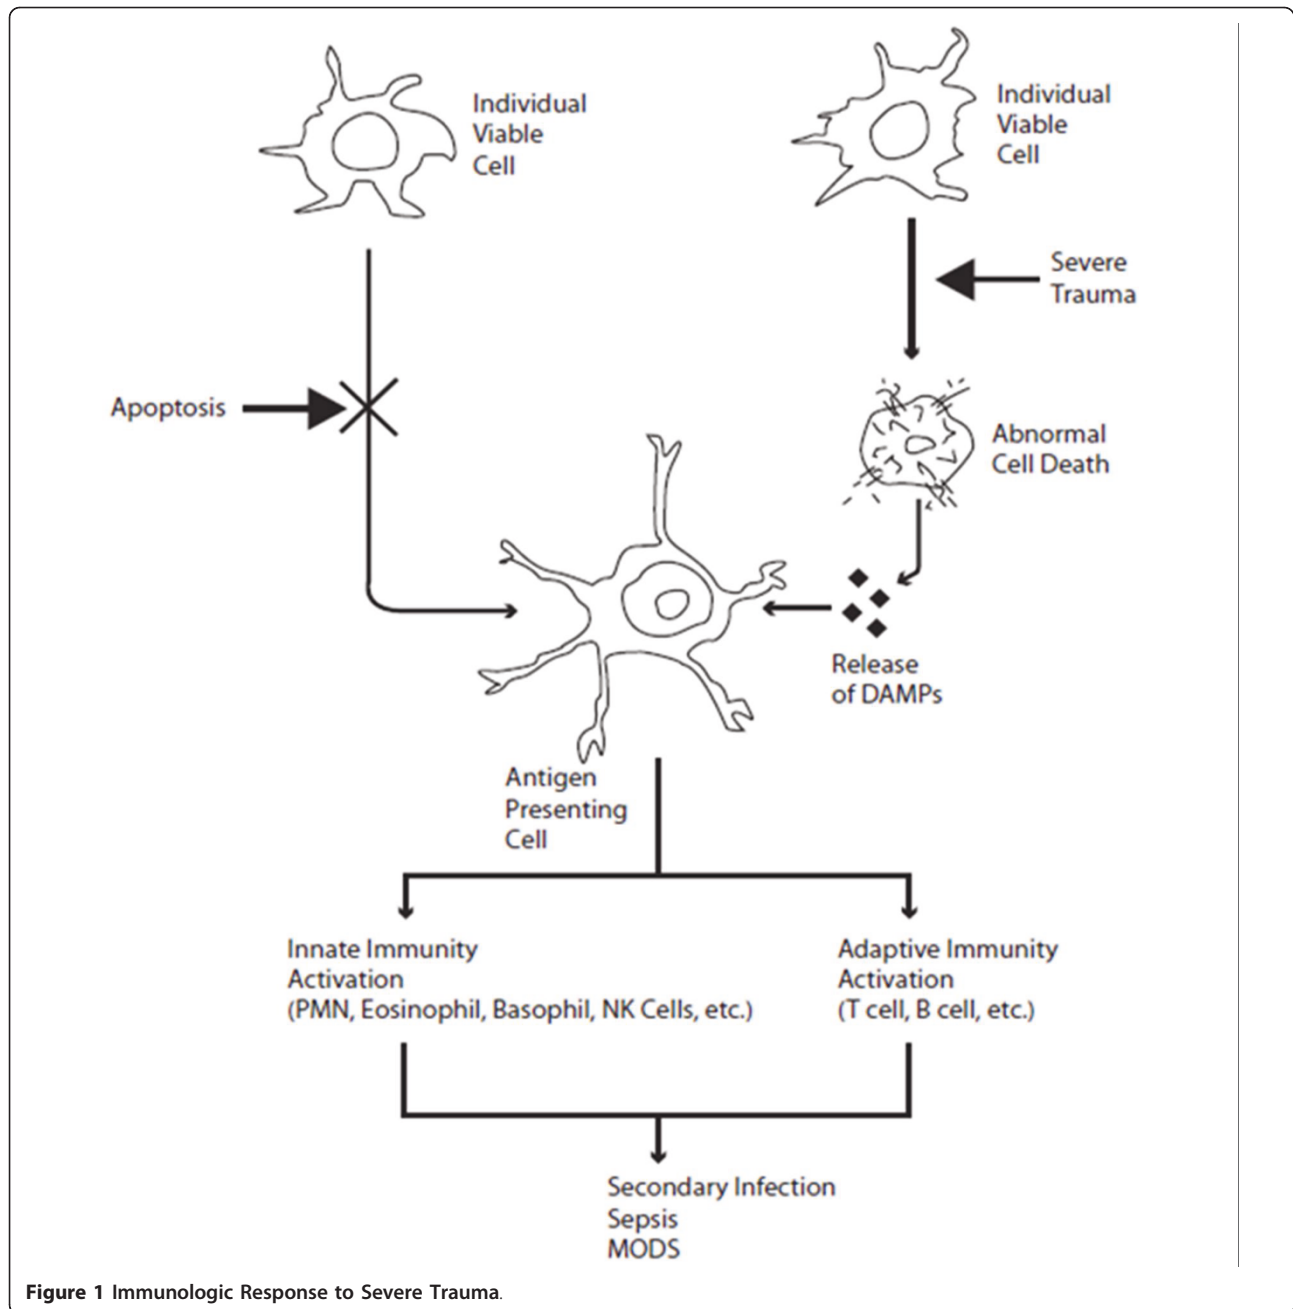 Individual
Viable
Cell
Individual
Viable
Cell
Severe
Trauma
Apoptosis
Abnormal
Cell Death
Release
of DAMPs
Antigen
Presenting
Cell
Innate Immunity
Activation
(PMN, Eosinophil, Basophil, NK Cells, etc.)
Adaptive Immunity
Activation
(T cell, B cell, etc.)
Secondary Infection
Sepsis
MODS
Figure 1 Immunologic Response to Severe Trauma.